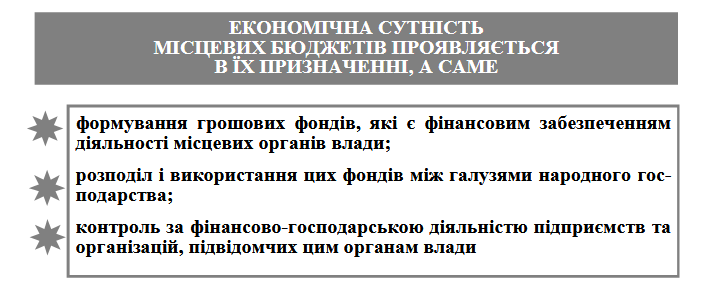 ЕКОНОМІЧНА СУТНІСТЬ
МІСЦЕВИХ БЮДЖЕТІВ ПРОЯВЛЯЄТЬСЯ
В ЇХ ПРИЗНАЧЕННІ, А САМЕ
формування грошових фондів, які є фінансовим забезпеченням
діяльності місцевих органів влади;
розподіл і використання цих фондів між галузями народного гос-
подарства;
контроль за фінансово-господарською діяльністю підприємств та
організацій, підвідомчих цим органам влади